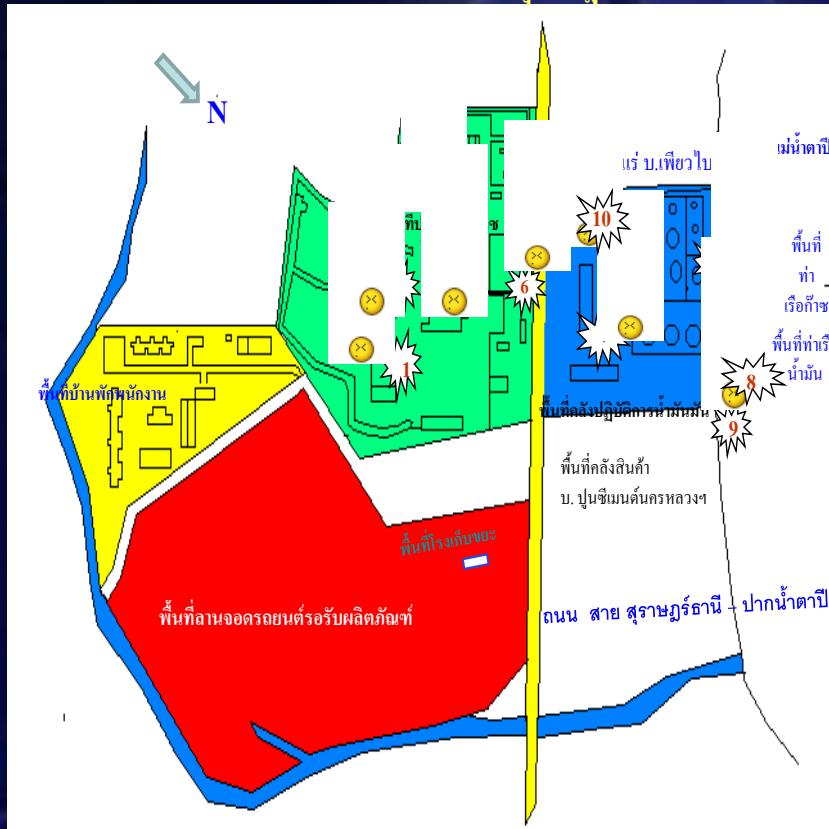 N
แม่น้ำตาปี
แร่ บ.เพียวไบ
10
พื้นที่
ท่า
เรือก๊าซ
6
พื้นที่ท่าเรือ
น้ำมัน
1
8
9
พื้นที่บ้านพักพนักงาน
พื้นที่คลังปฏิบัติการน้ำมัน
พื้นที่คลังสินค้า
บ. ปูนซีเมนต์นครหลวงฯ
พื้นที่โรงเก็บขยะ
พื้นที่ลานจอดรถยนต์รอรับผลิตภัณฑ์
ถนน สาย สุราษฎร์ธานี - ปากน้ำตาปี